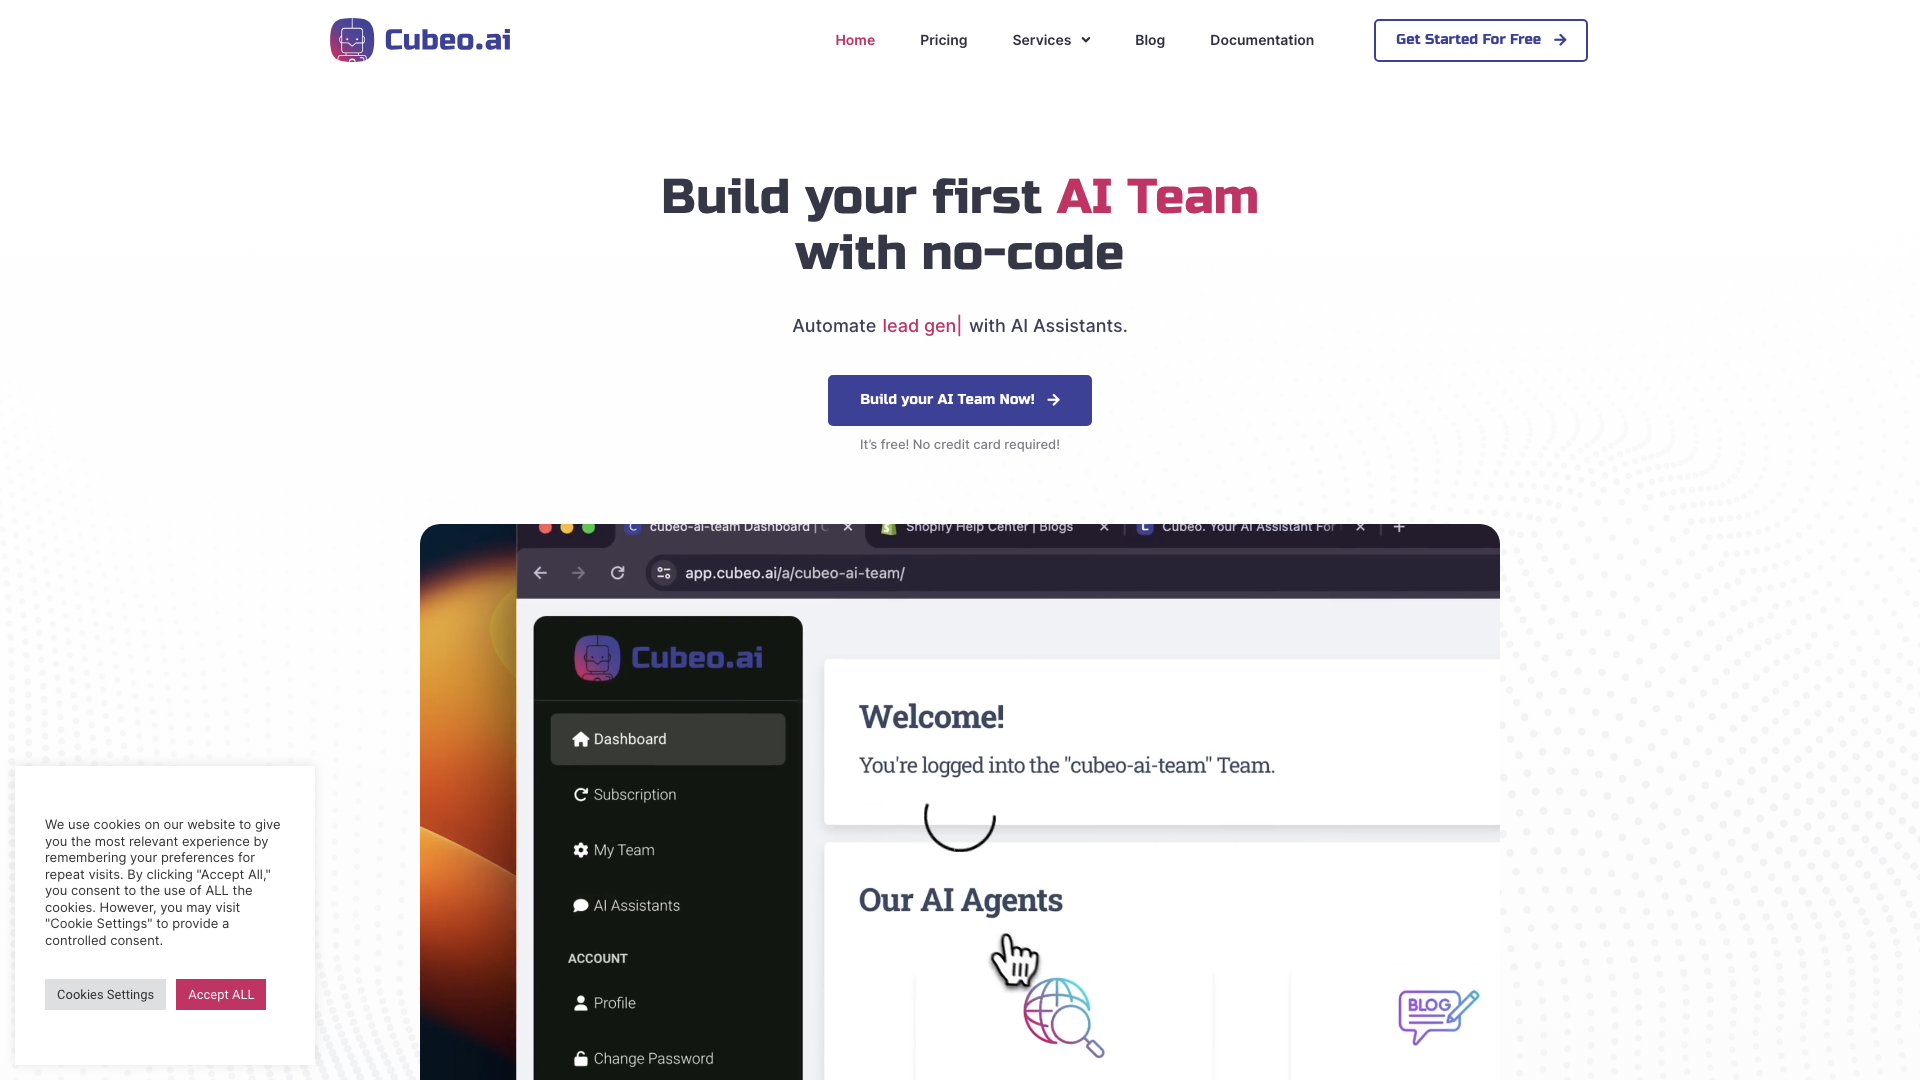 Cubeo.ai
Home
Pricing
Services
Blog
Documentation
Get Started For Free
Build your first AI Team
with no-code
Automate lead gen| with AI Assistants.
Build your AI Team Now!
It's free! No credit card required!
cubeo-ai-team Dashboard | C
Shopify Help Center | Blogs
Cubeo. Your AI Assistant For
app.cubeo.ai/a/cubeo-ai-team/
Cubeo.ai
Dashboard
Subscription
My Team
AI Assistants
ACCOUNT
Profile
Change Password
Welcome!
You're logged into the "cubeo-ai-team" Team.
Our AI Agents
BLOG
We use cookies on our website to give
you the most relevant experience by
remembering your preferences for
repeat visits. By clicking "Accept All,"
you consent to the use of ALL the
cookies. However, you may visit
"Cookie Settings" to provide a
controlled consent.
Cookies Settings
Accept ALL